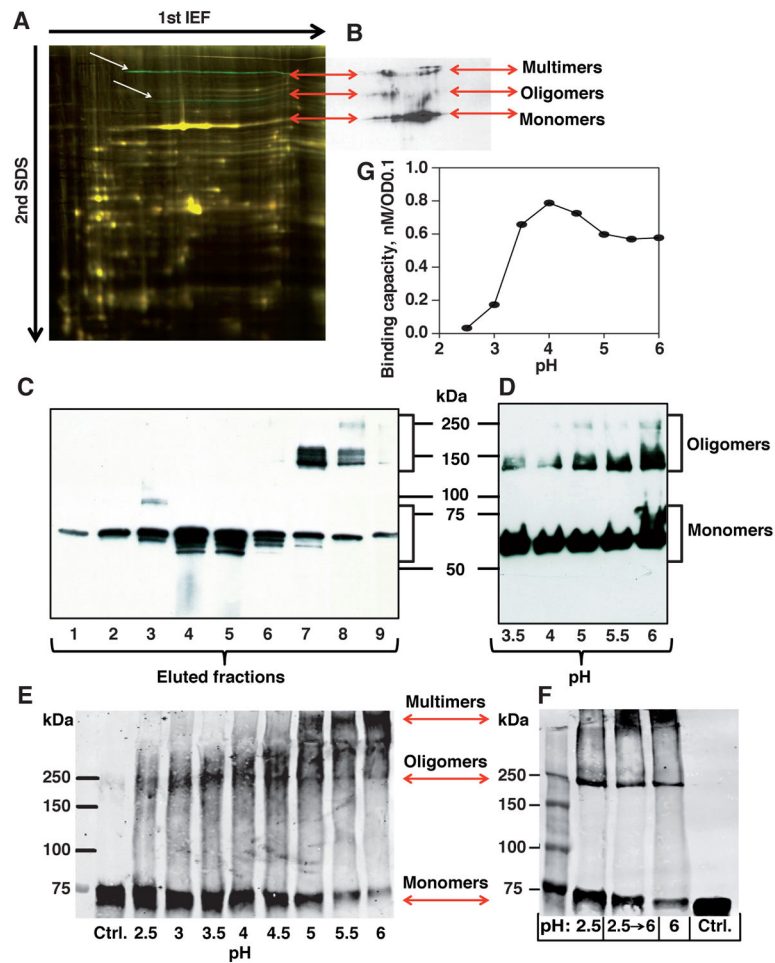 A
1st IEF
B
2nd SDS
Multimers
Oligomers
Monomers
G
Binding capacity, nM/OD0.1
1.0
0.8
0.6
0.4
0.2
0.0
2 3 4 5 6
pH
C
kDa
D
250
150
100
75
50
Oligomers
Monomers
1 2 3 4 5 6 7 8 9
Eluted fractions
3.5 4 5 5.5 6
pH
E
kDa
250
150
100
75
Multimers
Oligomers
Monomers
Ctrl. 2.5 3 3.5 4 4.5 5 5.5 6
pH
F
kDa
250
150
100
75
pH: 2.5 2.5→6 6 Ctrl.